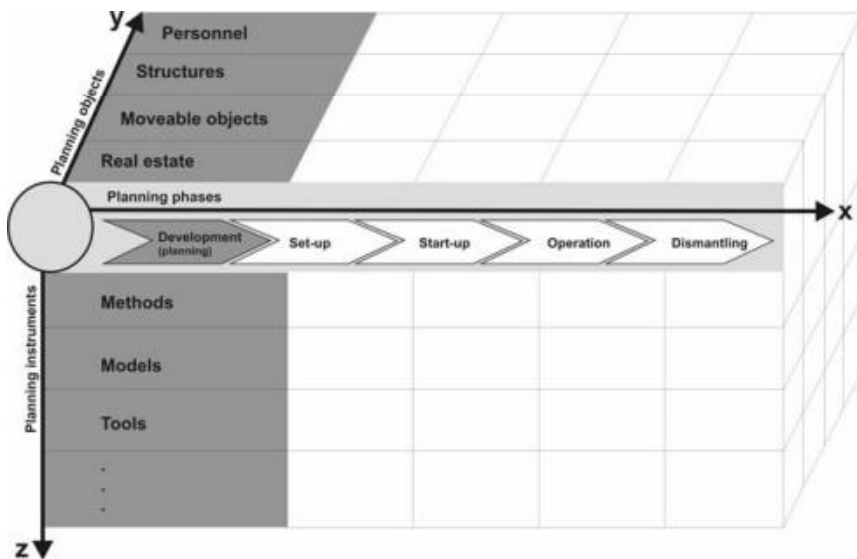 y
Personnel
Structures
Moveable objects
Real estate
Planning objects
Planning phases
x
Development
(planning)
Set-up
Start-up
Operation
Dismantling
Planning instruments
Methods
Models
Tools
.
.
.
z